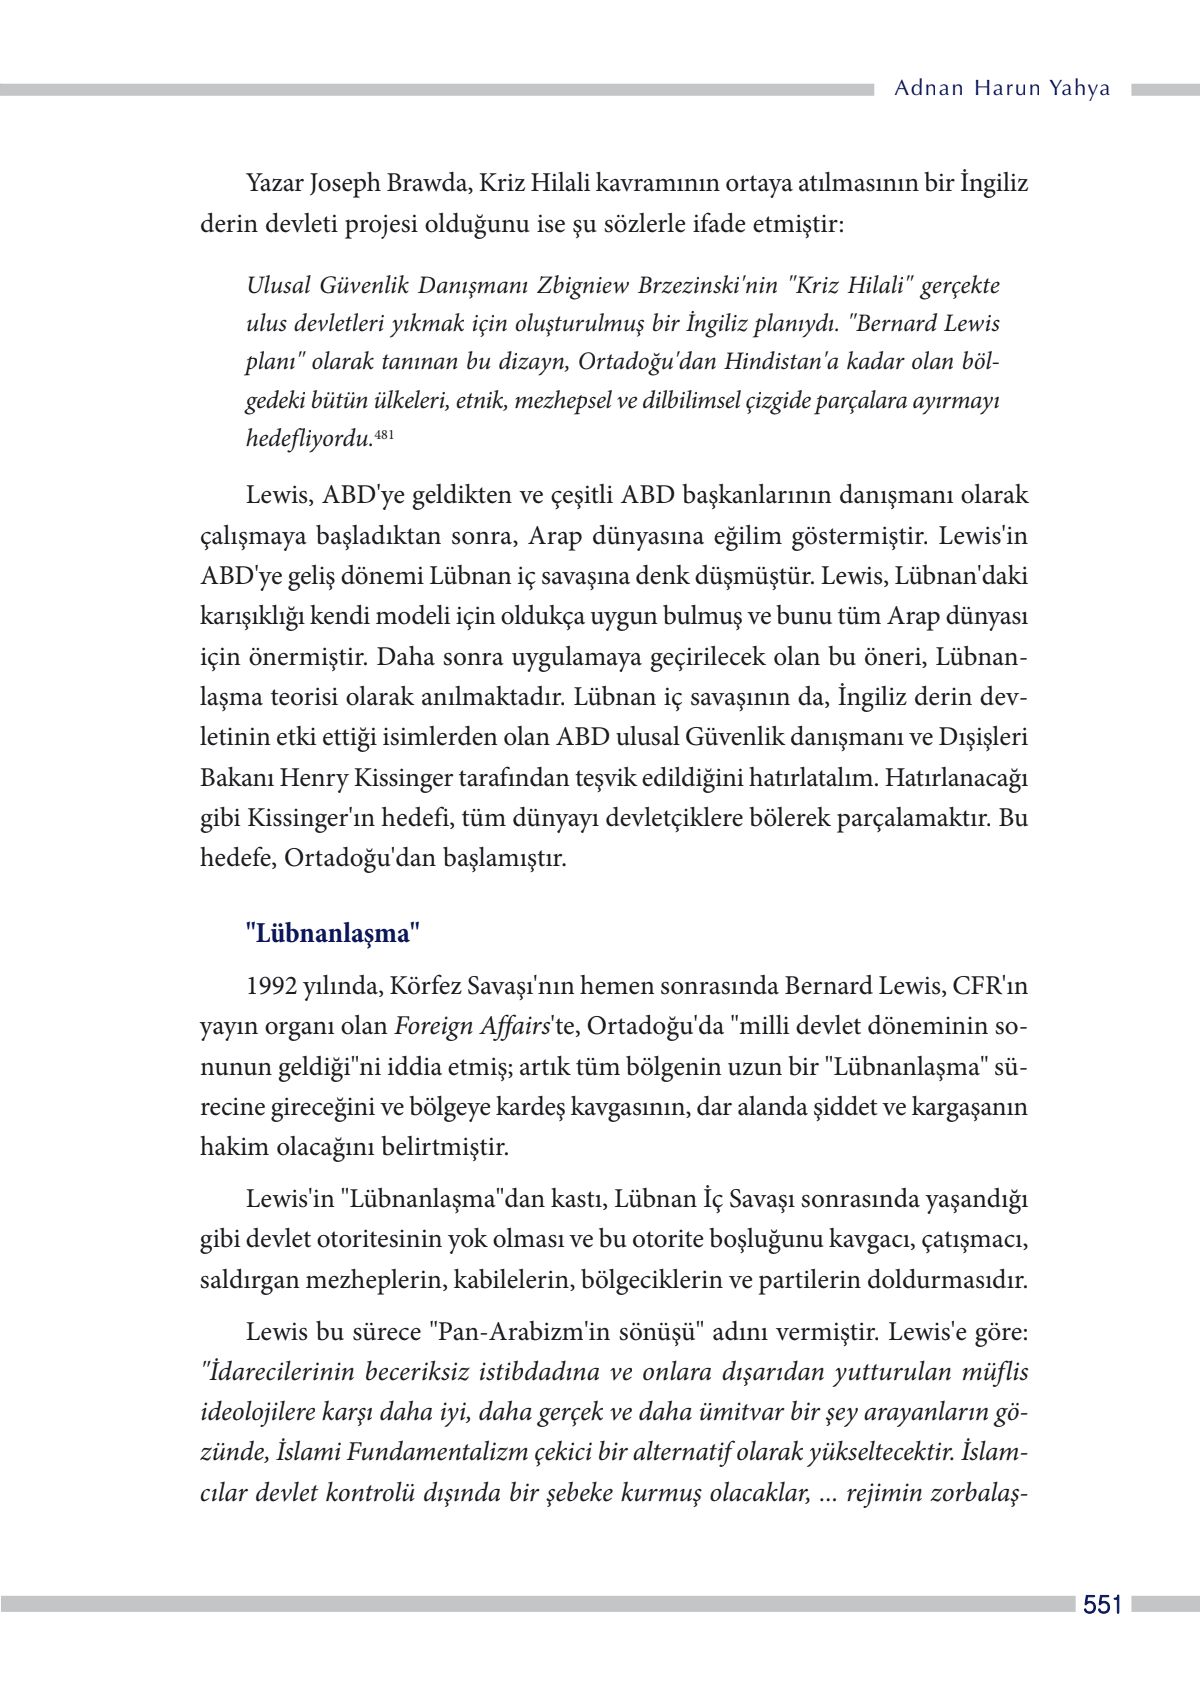 Adnan Harun Yahya
Yazar Joseph Brawda, Kriz Hilali kavramının ortaya atılmasının bir İngiliz
derin devleti projesi olduğunu ise şu sözlerle ifade etmiştir:
Ulusal Güvenlik Danışmanı Zbigniew Brzezinski'nin "Kriz Hilali" gerçekte
ulus devletleri yıkmak için oluşturulmuş bir İngiliz planıydı. "Bernard Lewis
planı" olarak tanınan bu dizayn, Ortadoğu'dan Hindistan'a kadar olan böl-
gedeki bütün ülkeleri, etnik, mezhepsel ve dilbilimsel çizgide parçalara ayırmayı
hedefliyordu.481
Lewis, ABD'ye geldikten ve çeşitli ABD başkanlarının danışmanı olarak
çalışmaya başladıktan sonra, Arap dünyasına eğilim göstermiştir. Lewis'in
ABD'ye geliş dönemi Lübnan iç savaşına denk düşmüştür. Lewis, Lübnan'daki
karışıklığı kendi modeli için oldukça uygun bulmuş ve bunu tüm Arap dünyası
için önermiştir. Daha sonra uygulamaya geçirilecek olan bu öneri, Lübnan-
laşma teorisi olarak anılmaktadır. Lübnan iç savaşının da, İngiliz derin dev-
letinin etki ettiği isimlerden olan ABD ulusal Güvenlik danışmanı ve Dışişleri
Bakanı Henry Kissinger tarafından teşvik edildiğini hatırlatalım. Hatırlanacağı
gibi Kissinger'ın hedefi, tüm dünyayı devletçiklere bölerek parçalamaktır. Bu
hedefe, Ortadoğu'dan başlamıştır.
"Lübnanlaşma"
1992 yılında, Körfez Savaşı'nın hemen sonrasında Bernard Lewis, CFR'ın
yayın organı olan Foreign Affairs'te, Ortadoğu'da "milli devlet döneminin so-
nunun geldiği"ni iddia etmiş; artık tüm bölgenin uzun bir "Lübnanlaşma" sü-
recine gireceğini ve bölgeye kardeş kavgasının, dar alanda şiddet ve kargaşanın
hakim olacağını belirtmiştir.
Lewis'in "Lübnanlaşma"dan kastı, Lübnan İç Savaşı sonrasında yaşandığı
gibi devlet otoritesinin yok olması ve bu otorite boşluğunu kavgacı, çatışmacı,
saldırgan mezheplerin, kabilelerin, bölgeciklerin ve partilerin doldurmasıdır.
Lewis bu sürece "Pan-Arabizm'in sönüşü" adını vermiştir. Lewis'e göre:
"İdarecilerinin beceriksiz istibdadına ve onlara dışarıdan yutturulan müflis
ideolojilere karşı daha iyi, daha gerçek ve daha ümitvar bir şey arayanların gö-
zünde, İslami Fundamentalizm çekici bir alternatif olarak yükseltecektir. İslam-
cılar devlet kontrolü dışında bir şebeke kurmuş olacaklar, ... rejimin zorbalaş-
551